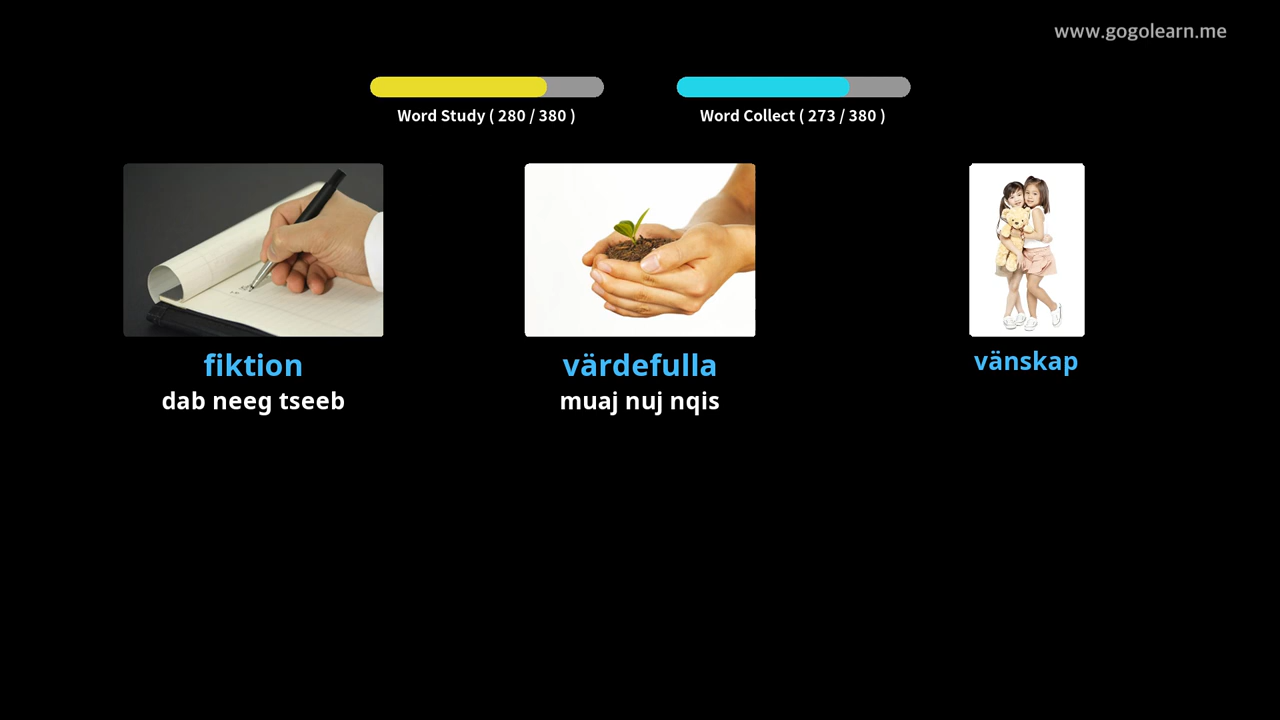 www.gogolearn.me
Word Study ( 280 / 380 )
Word Collect ( 273 / 380 )
fiktion
dab neeg tseeb
värdefulla
muaj nuj nqis
vänskap